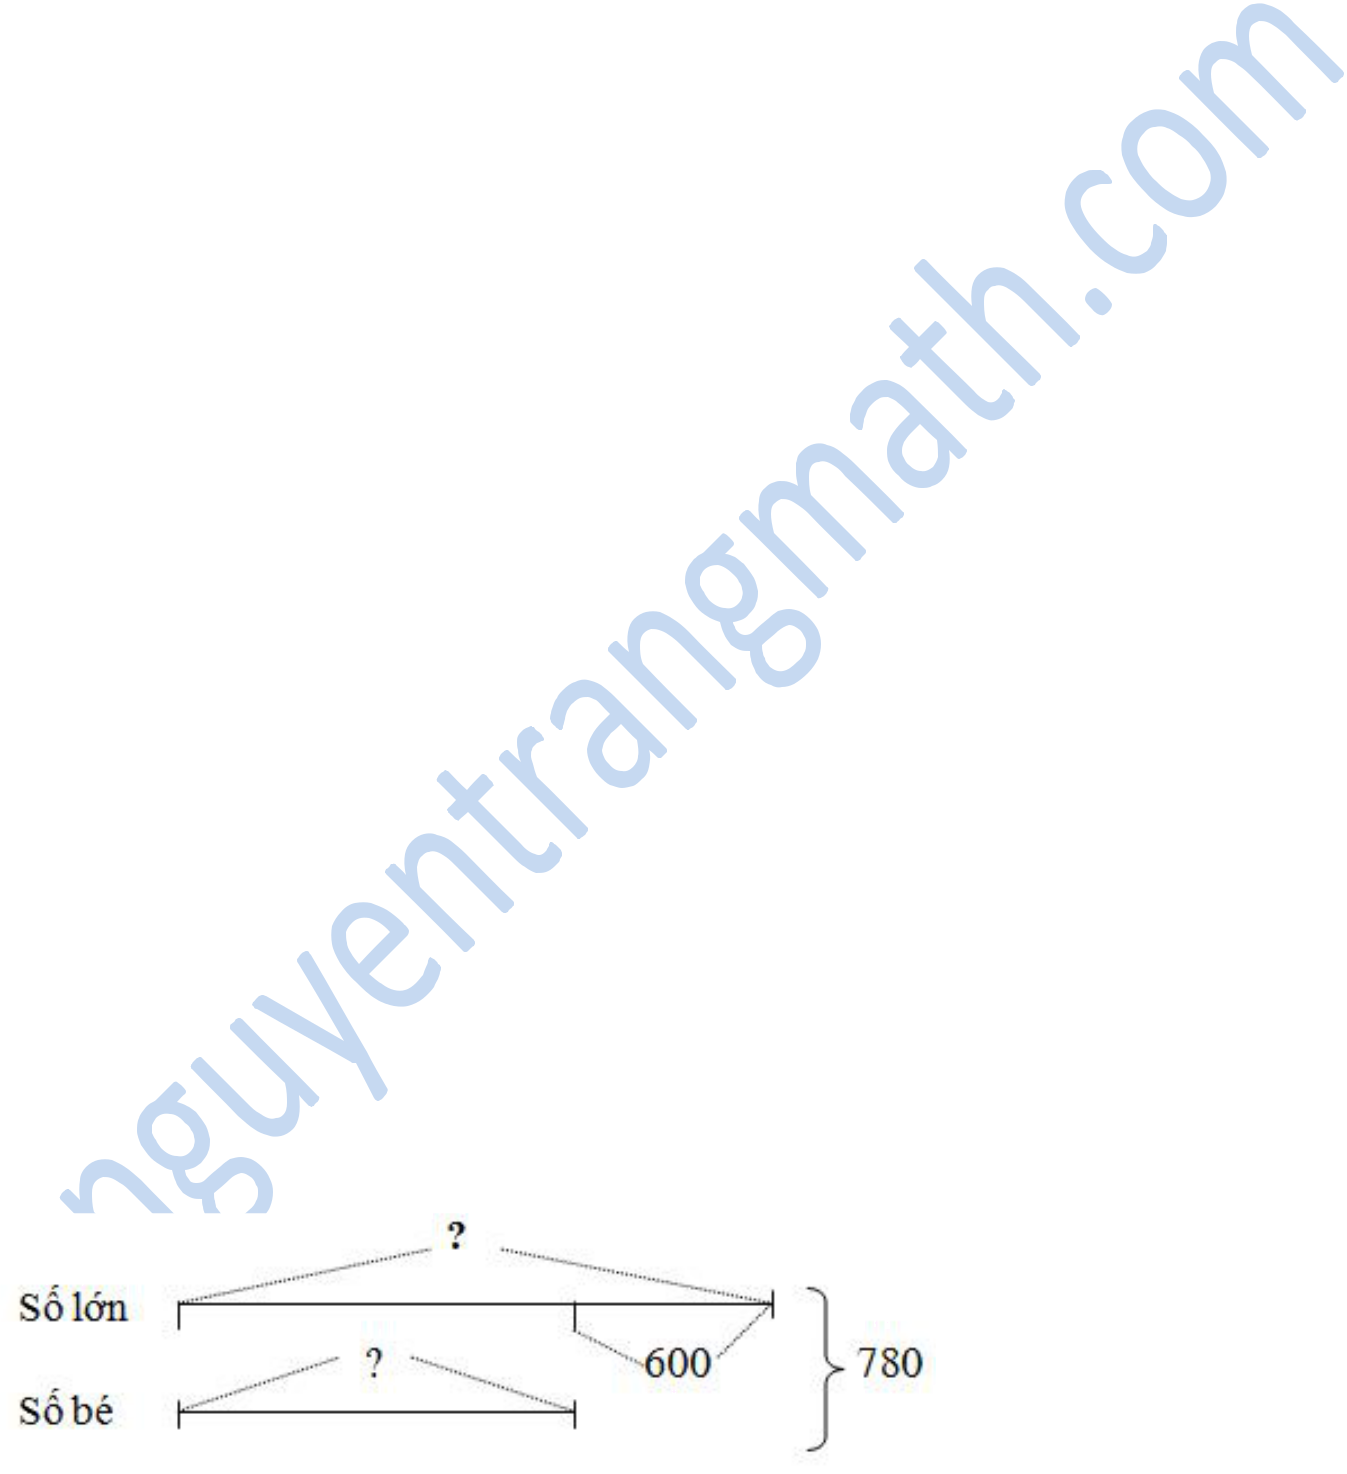 nguyentrangmath.com
?
Số lớn
? 600 780
Số bé